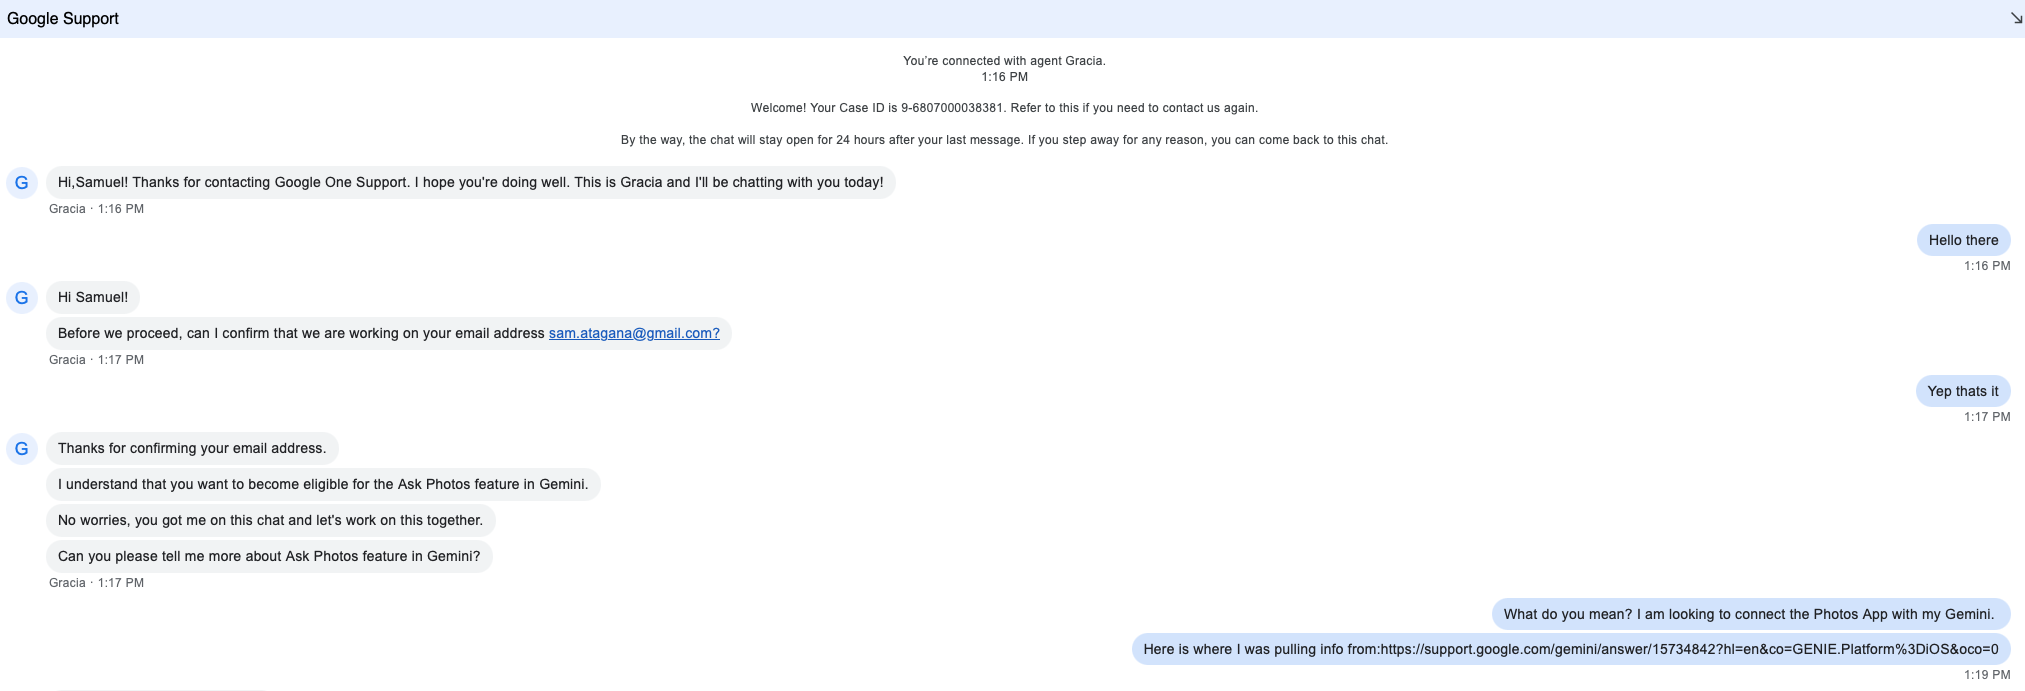 Google Support
You're connected with agent Gracia.
1:16 PM
Welcome! Your Case ID is 9-6807000038381. Refer to this if you need to contact us again.
By the way, the chat will stay open for 24 hours after your last message. If you step away for any reason, you can come back to this chat.
G
Hi,Samuel! Thanks for contacting Google One Support. I hope you're doing well. This is Gracia and I'll be chatting with you today!
Gracia · 1:16 PM
Hello there
1:16 PM
G
Hi Samuel!
Before we proceed, can I confirm that we are working on your email address sam.atagana@gmail.com?
Gracia · 1:17 PM
Yep thats it
1:17 PM
G
Thanks for confirming your email address.
I understand that you want to become eligible for the Ask Photos feature in Gemini.
No worries, you got me on this chat and let's work on this together.
Can you please tell me more about Ask Photos feature in Gemini?
Gracia · 1:17 PM
What do you mean? I am looking to connect the Photos App with my Gemini.
Here is where I was pulling info from:https://support.google.com/gemini/answer/15734842?hl=en&co=GENIE.Platform%3DiOS&oco=0
1:19 PM